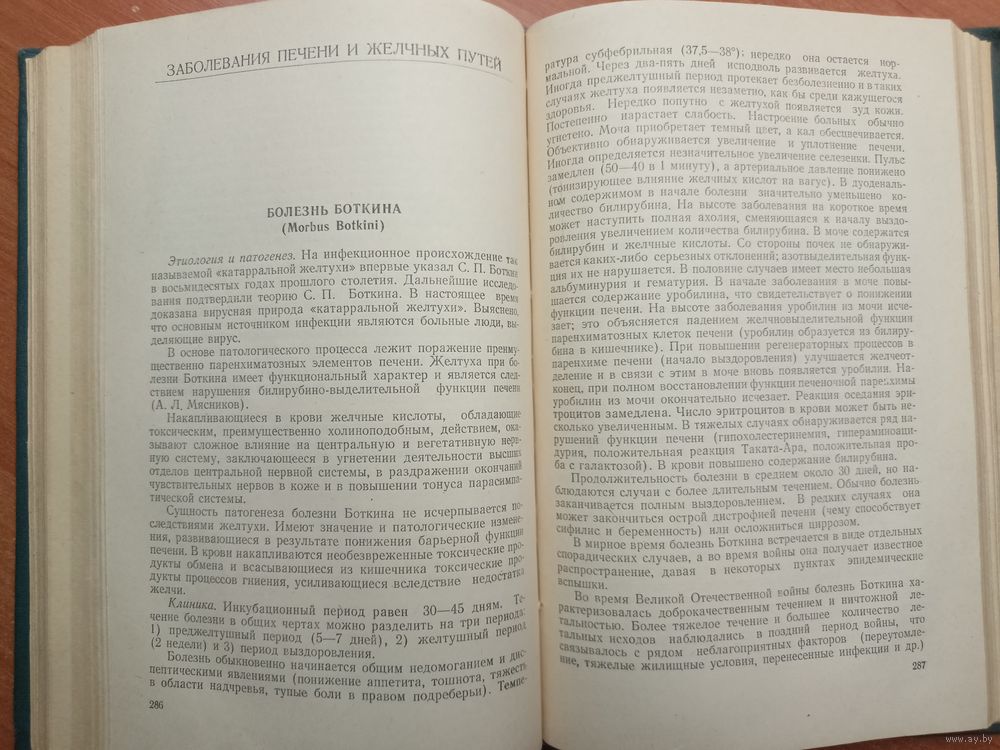 ЗАБОЛЕВАНИЯ ПЕЧЕНИ И ЖЕЛЧНЫХ ПУТЕЙ
БОЛЕЗНЬ БОТКИНА
(Morbus Botkini)
Этиология и патогенез. На инфекционное происхождение так
называемой «катарральной желтухи» впервые указал С. П. Боткин
в восьмидесятых годах прошлого столетия. Дальнейшие исследо-
вания подтвердили теорию С. П. Боткина. В настоящее время
доказана вирусная природа «катарральной желтухи». Выяснено,
что основным источником инфекции являются больные люди, вы-
деляющие вирус.
В основе патологического процесса лежит поражение преиму-
щественно паренхиматозных элементов печени. Желтуха при бо-
лезни Боткина имеет функциональный характер и является след-
ствием нарушения билирубино-выделительной функции печени
(А. Л. Мясников).
Накапливающиеся в крови желчные кислоты, обладающие
токсическим, преимущественно холиноподобным, действием, ока-
зывают сложное влияние на центральную и вегетативную нерв-
ную систему, заключающееся в угнетении деятельности высших
отделов центральной нервной системы, в раздражении окончаний
чувствительных нервов в коже и в повышении тонуса парасимпа-
тической системы.
Сущность патогенеза болезни Боткина не исчерпывается по-
следствиями желтухи. Имеют значение и патологические измене-
ния, развивающиеся в результате понижения барьерной функции
печени. В крови накапливаются необезвреженные токсические про-
дукты обмена и всасывающиеся из кишечника токсические про-
дукты процессов гниения, усиливающиеся вследствие недостатка
желчи.
Клиника. Инкубационный период равен 30—45 дням. Те-
чение болезни в общих чертах можно разделить на три периода:
1) преджелтушный период (5—7 дней), 2) желтушный период
(2 недели) и 3) период выздоровления.
Болезнь обыкновенно начинается общим недомоганием и дис-
пептическими явлениями (понижение аппетита, тошнота, тяжесть
в области надчревья, тупые боли в правом подреберьи). Темпе-
286
ратура субфебрильная (37,5—38°); нередко она остается нор-
мальной. Через два-пять дней исподволь развивается желтуха.
Иногда преджелтушный период протекает безболезненно и в таких
случаях желтуха появляется незаметно, как бы среди кажущегося
здоровья. Нередко попутно с желтухой появляется зуд кожи.
Постепенно нарастает слабость. Настроение больных обычно
угнетено. Моча приобретает темный цвет, а кал обесцвечивается.
Объективно обнаруживается увеличение и уплотнение печени.
Иногда определяется незначительное увеличение селезенки. Пульс
замедлен (50—40 в 1 минуту), а артериальное давление понижено
(тонизирующее влияние желчных кислот на вагус). В дуоденаль-
ном содержимом в начале болезни значительно уменьшено ко-
личество билирубина. На высоте заболевания на короткое время
может наступить полная ахолия, сменяющаяся к началу выздо-
ровления увеличением количества билирубина. В моче содержатся
билирубин и желчные кислоты. Со стороны почек не обнаружи-
вается каких-либо серьезных отклонений; азотвыделительная функ-
ция их не нарушается. В половине случаев имеет место небольшая
альбуминурия и гематурия. В начале заболевания в моче повы-
шается содержание уробилина, что свидетельствует о понижении
функции печени. На высоте заболевания уробилин из мочи исче-
зает; это объясняется падением желчновыделительной функции
паренхиматозных клеток печени (уробилин образуется из билиру-
бина в кишечнике). При повышении регенераторных процессов в
паренхиме печени (начало выздоровления) улучшается желчеот-
деление и в связи с этим в моче вновь появляется уробилин. На-
конец, при полном восстановлении функции печеночной паренхимы
уробилин из мочи окончательно исчезает. Реакция оседания эри-
троцитов замедлена. Число эритроцитов в крови может быть не-
сколько увеличенным. В тяжелых случаях обнаруживается ряд на-
рушений функции печени (гипохолестеринемия, гипераминоаци-
дурия, положительная реакция Таката-Ара, положительная про-
ба с галактозой). В крови повышено содержание билирубина.
Продолжительность болезни в среднем около 30 дней, но на-
блюдаются случаи с более длительным течением. Обычно болезнь
заканчивается полным выздоровлением. В редких случаях она
может закончиться острой дистрофией печени (чему способствует
сифилис и беременность) или осложниться циррозом.
В мирное время болезнь Боткина встречается в виде отдельных
спорадических случаев, а во время войны она получает известное
распространение, давая в некоторых пунктах эпидемические
вспышки.
Во время Великой Отечественной войны болезнь Боткина ха-
рактеризовалась доброкачественным течением и ничтожной ле-
тальностью. Более тяжелое течение и большее количество ле-
тальных исходов наблюдались в поздний период войны, что
связывалось с рядом неблагоприятных факторов (переутомле-
ние, тяжелые жилищные условия, перенесенные инфекции и др.)
287
www.ay.by